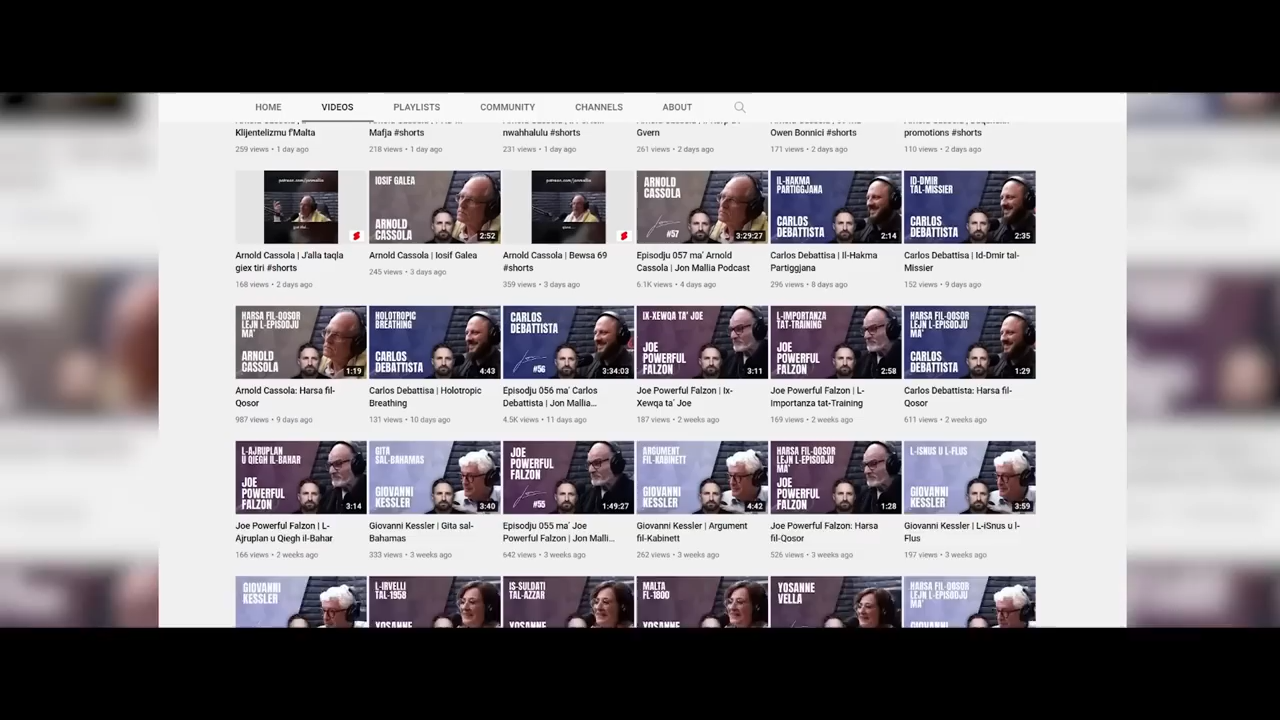 HOME VIDEOS PLAYLISTS COMMUNITY CHANNELS ABOUT
Klijentelizmu f'Malta
259 views • 1 day ago
Mafja #shorts
218 views • 1 day ago
nwahhalulu #shorts
231 views • 1 day ago
Gvern
261 views • 2 days ago
Owen Bonnici #shorts
171 views • 2 days ago
promotions #shorts
110 views • 2 days ago
patreon.com/jonmallia
Arnold Cassola | J'alla taqla
giex tiri #shorts
168 views • 2 days ago
IOSIF GALEA
ARNOLD
CASSOLA
2:52
Arnold Cassola | Iosif Galea
245 views • 3 days ago
patreon.com/jonmallia
Arnold Cassola | Bewsa 69
#shorts
359 views • 3 days ago
ARNOLD
CASSOLA
#57
3:29:27
Episodju 057 ma' Arnold
Cassola | Jon Mallia Podcast
6.1K views • 4 days ago
IL-HAKMA
PARTIGGJANA
CARLOS
DEBATTISTA
2:14
Carlos Debattisa | Il-Hakma
Partiggjana
296 views • 8 days ago
ID-DMIR
TAL-MISSIER
CARLOS
DEBATTISTA
2:35
Carlos Debattisa | Id-Dmir tal-
Missier
152 views • 9 days ago
HARSA FIL-QOSOR
LEJN L-EPISODJU
MA'
ARNOLD
CASSOLA
1:19
Arnold Cassola: Harsa fil-
Qosor
987 views • 9 days ago
HOLOTROPIC
BREATHING
CARLOS
DEBATTISTA
4:43
Carlos Debattisa | Holotropic
Breathing
131 views • 10 days ago
CARLOS
DEBATTISTA
#56
3:34:03
Episodju 056 ma' Carlos
Debattista | Jon Mallia...
4.5K views • 11 days ago
IX-XEWQA TA' JOE
JOE
POWERFUL
FALZON
3:11
Joe Powerful Falzon | Ix-
Xewqa ta' Joe
187 views • 2 weeks ago
L-IMPORTANZA
TAT-TRAINING
JOE
POWERFUL
FALZON
2:58
Joe Powerful Falzon | L-
Importanza tat-Training
169 views • 2 weeks ago
HARSA FIL-QOSOR
LEJN L-EPISODJU
MA'
CARLOS
DEBATTISTA
1:29
Carlos Debattista: Harsa fil-
Qosor
611 views • 2 weeks ago
L-AJRUPLAN
U QIEGH IL-BAHAR
JOE
POWERFUL
FALZON
3:14
Joe Powerful Falzon | L-
Ajruplan u Qiegh il-Bahar
166 views • 2 weeks ago
GITA
SAL-BAHAMAS
GIOVANNI
KESSLER
3:40
Giovanni Kessler | Gita sal-
Bahamas
333 views • 3 weeks ago
JOE
POWERFUL
FALZON
#55
1:49:27
Episodju 055 ma' Joe
Powerful Falzon | Jon Malli...
642 views • 3 weeks ago
ARGUMENT
FIL-KABINETT
GIOVANNI
KESSLER
4:42
Giovanni Kessler | Argument
fil-Kabinett
262 views • 3 weeks ago
HARSA FIL-QOSOR
LEJN L-EPISODJU
MA'
JOE
POWERFUL
FALZON
1:28
Joe Powerful Falzon: Harsa
fil-Qosor
526 views • 3 weeks ago
L-ISNUS U L-FLUS
GIOVANNI
KESSLER
3:59
Giovanni Kessler | L-iSnus u l-
Flus
197 views • 3 weeks ago
GIOVANNI
KESSLER
L-IRVELLI
TAL-1958
YOSANNE
IS-SULDATI
TAL-AZZAR
YOSANNE
MALTA
FL-1800
YOSANNE
YOSANNE
VELLA
HARSA FIL-QOSOR
LEJN L-EPISODJU
MA'
GIOVANNI